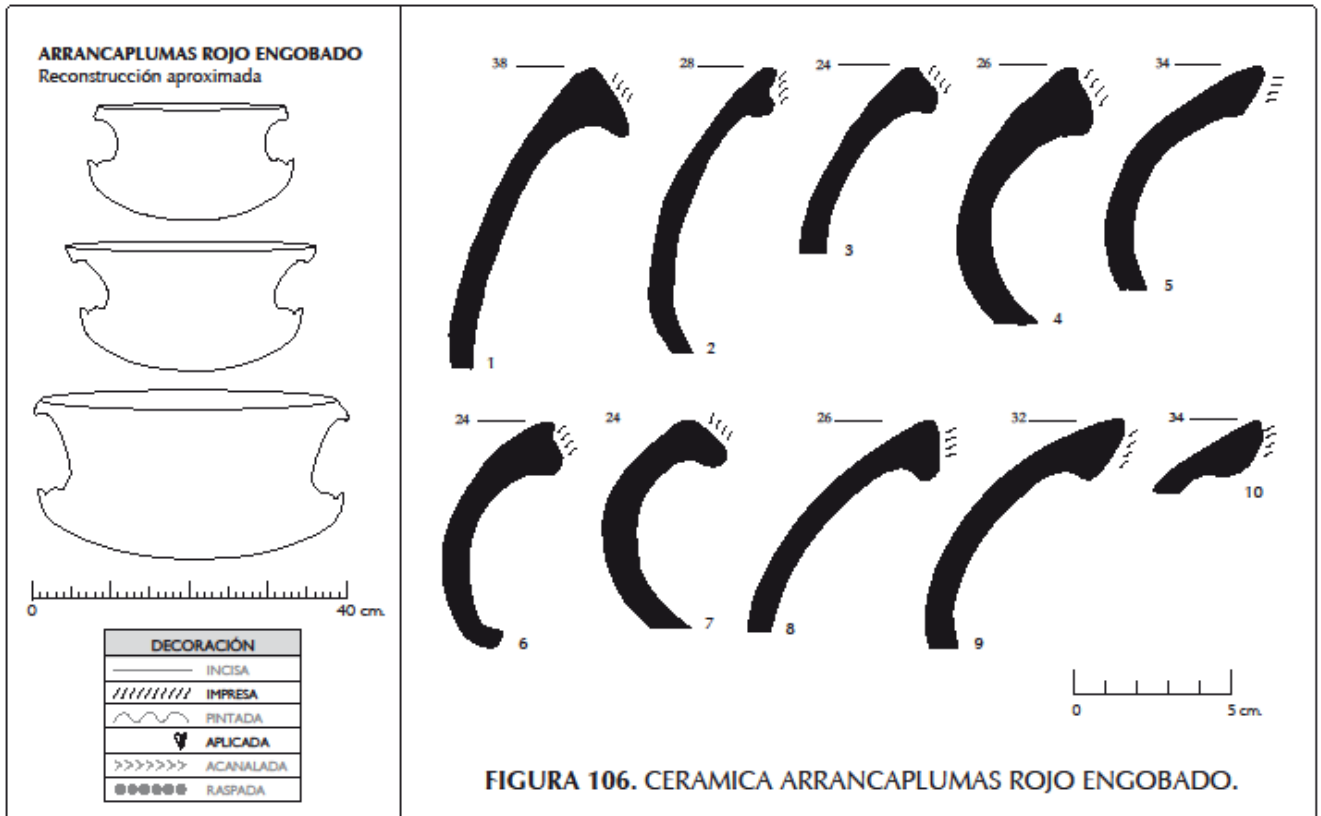 ARRANCAPLUMAS ROJO ENGOBADO
Reconstrucción aproximada
0 40 cm.
DECORACIÓN
INCISA
IMPRESA
PINTADA
APLICADA
ACANALADA
RASPADA
38 28 24 26 34
1 2 3 4 5
24 24 26 32 34
6 7 8 9 10
0 5 cm.
FIGURA 106. CERAMICA ARRANCAPLUMAS ROJO ENGOBADO.